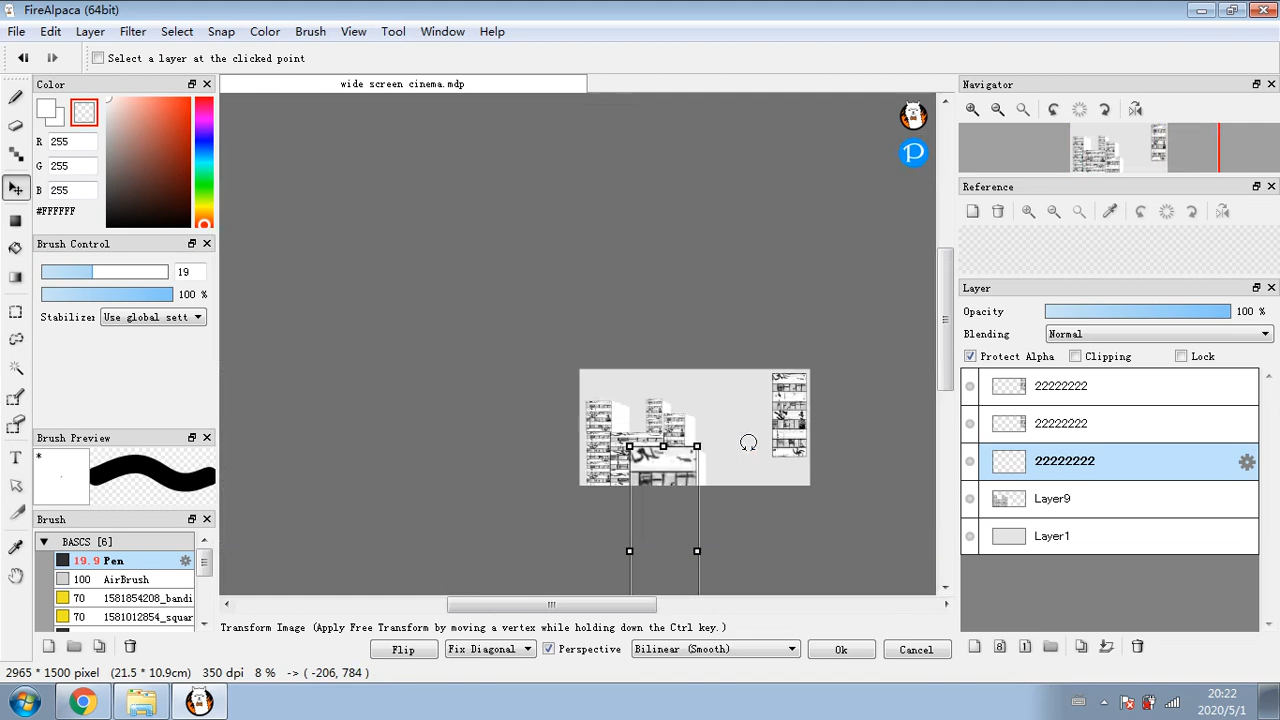 FireAlpaca (64bit)
File Edit Layer Filter Select Snap Color Brush View Tool Window Help
Select a layer at the clicked point
Color
wide screen cinema.mdp
Navigator
R 255
G 255
B 255
#FFFFFF
P
Reference
Brush Control
19
100 %
Stabilize: Use global sett
Layer
Opacity 100 %
Blending Normal
Protect Alpha Clipping Lock
22222222
22222222
22222222
Layer9
Layer1
Brush Preview
*
Brush
BASCS [6]
19.9 Pen
100 AirBrush
70 1581854208_bandi
70 1581012854_squar
T
Transform Image (Apply Free Transform by moving a vertex while holding down the Ctrl key.)
Flip Fix Diagonal Perspective Bilinear (Smooth) Ok Cancel
8 1
2965 * 1500 pixel (21.5 * 10.9cm) 350 dpi 8 % -> ( -206, 784 )
20:22
2020/5/1